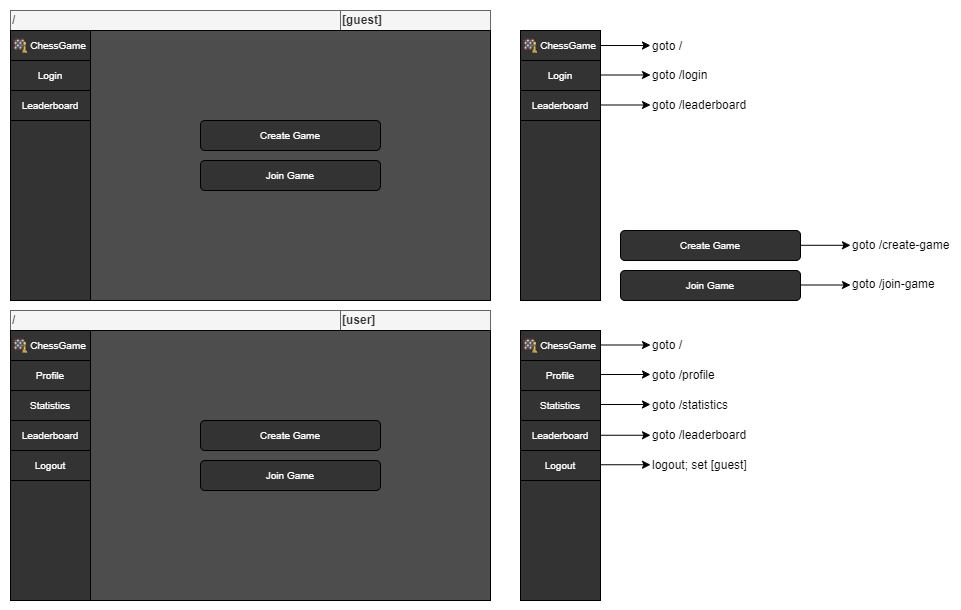 / [guest]
ChessGame
Login
Leaderboard
Create Game
Join Game
ChessGame goto /
Login goto /login
Leaderboard goto /leaderboard
Create Game goto /create-game
Join Game goto /join-game
/ [user]
ChessGame
Profile
Statistics
Leaderboard
Logout
Create Game
Join Game
ChessGame goto /
Profile goto /profile
Statistics goto /statistics
Leaderboard goto /leaderboard
Logout logout; set [guest]